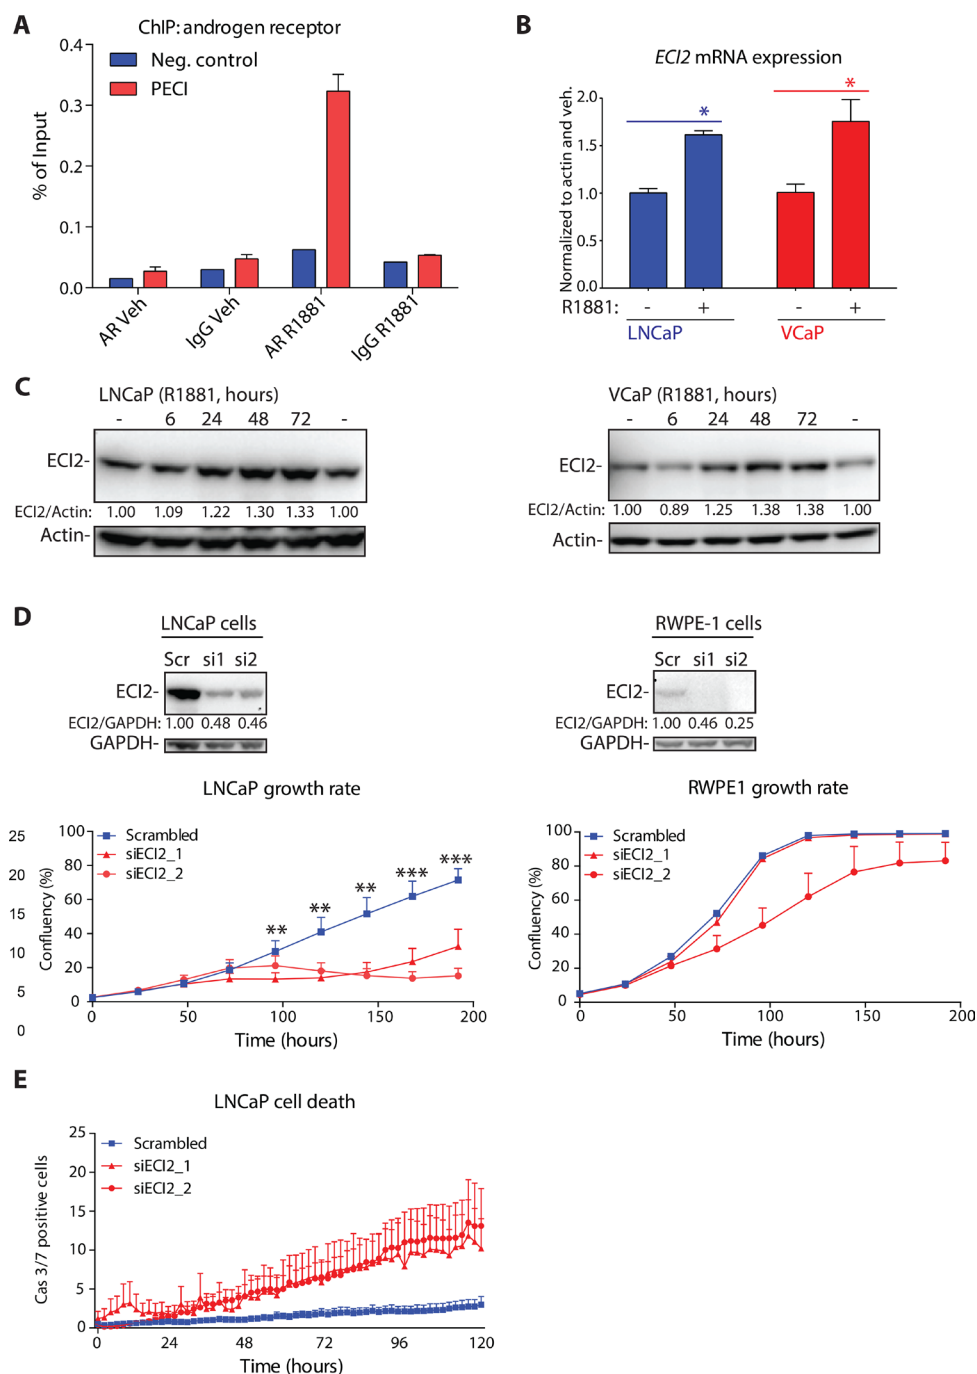 A
ChIP: androgen receptor
0.4
0.3
0.2
0.1
0.0
% of Input
Neg. control
PECI
AR Veh
IgG Veh
AR R1881
IgG R1881
B
ECI2 mRNA expression
Normalized to actin and veh.
2.0
1.5
1.0
0.5
0.0
*
*
R1881: - + - +
LNCaP VCaP
C
LNCaP (R1881, hours)
- 6 24 48 72 -
ECI2-
ECI2/Actin: 1.00 1.09 1.22 1.30 1.33 1.00
Actin-
VCaP (R1881, hours)
- 6 24 48 72 -
ECI2-
ECI2/Actin: 1.00 0.89 1.25 1.38 1.38 1.00
Actin-
D
LNCaP cells
Scr si1 si2
ECI2-
ECI2/GAPDH: 1.00 0.48 0.46
GAPDH-
RWPE-1 cells
Scr si1 si2
ECI2-
ECI2/GAPDH: 1.00 0.46 0.25
GAPDH-
LNCaP growth rate
25
20
15
10
5
0
Confluency (%)
100
80
60
40
20
0
Scrambled
siECI2_1
siECI2_2
** ** ** *** ***
0 50 100 150 200
Time (hours)
RWPE1 growth rate
Confluency (%)
100
80
60
40
20
0
Scrambled
siECI2_1
siECI2_2
0 50 100 150 200
Time (hours)
E
LNCaP cell death
Cas 3/7 positive cells
25
20
15
10
5
0
Scrambled
siECI2_1
siECI2_2
0 24 48 72 96 120
Time (hours)